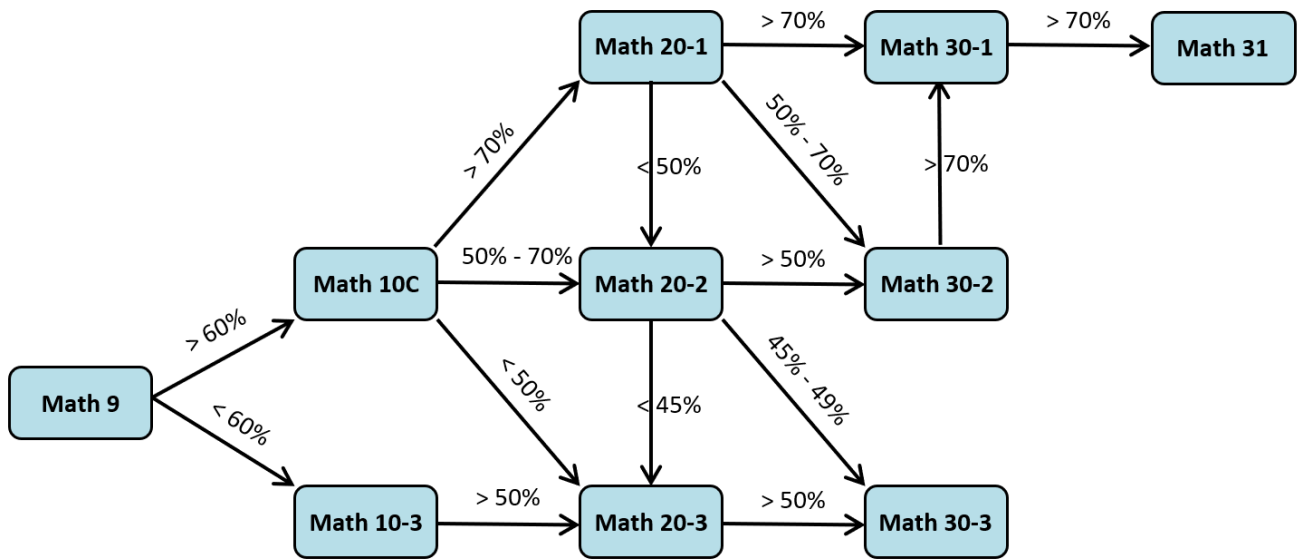 Math 20-1
> 70%
Math 30-1
> 70%
Math 31
> 70%
< 50%
50% - 70%
> 70%
Math 10C
50% - 70%
Math 20-2
> 50%
Math 30-2
> 60%
< 50%
< 45%
45% - 49%
Math 9
< 60%
Math 10-3
> 50%
Math 20-3
> 50%
Math 30-3